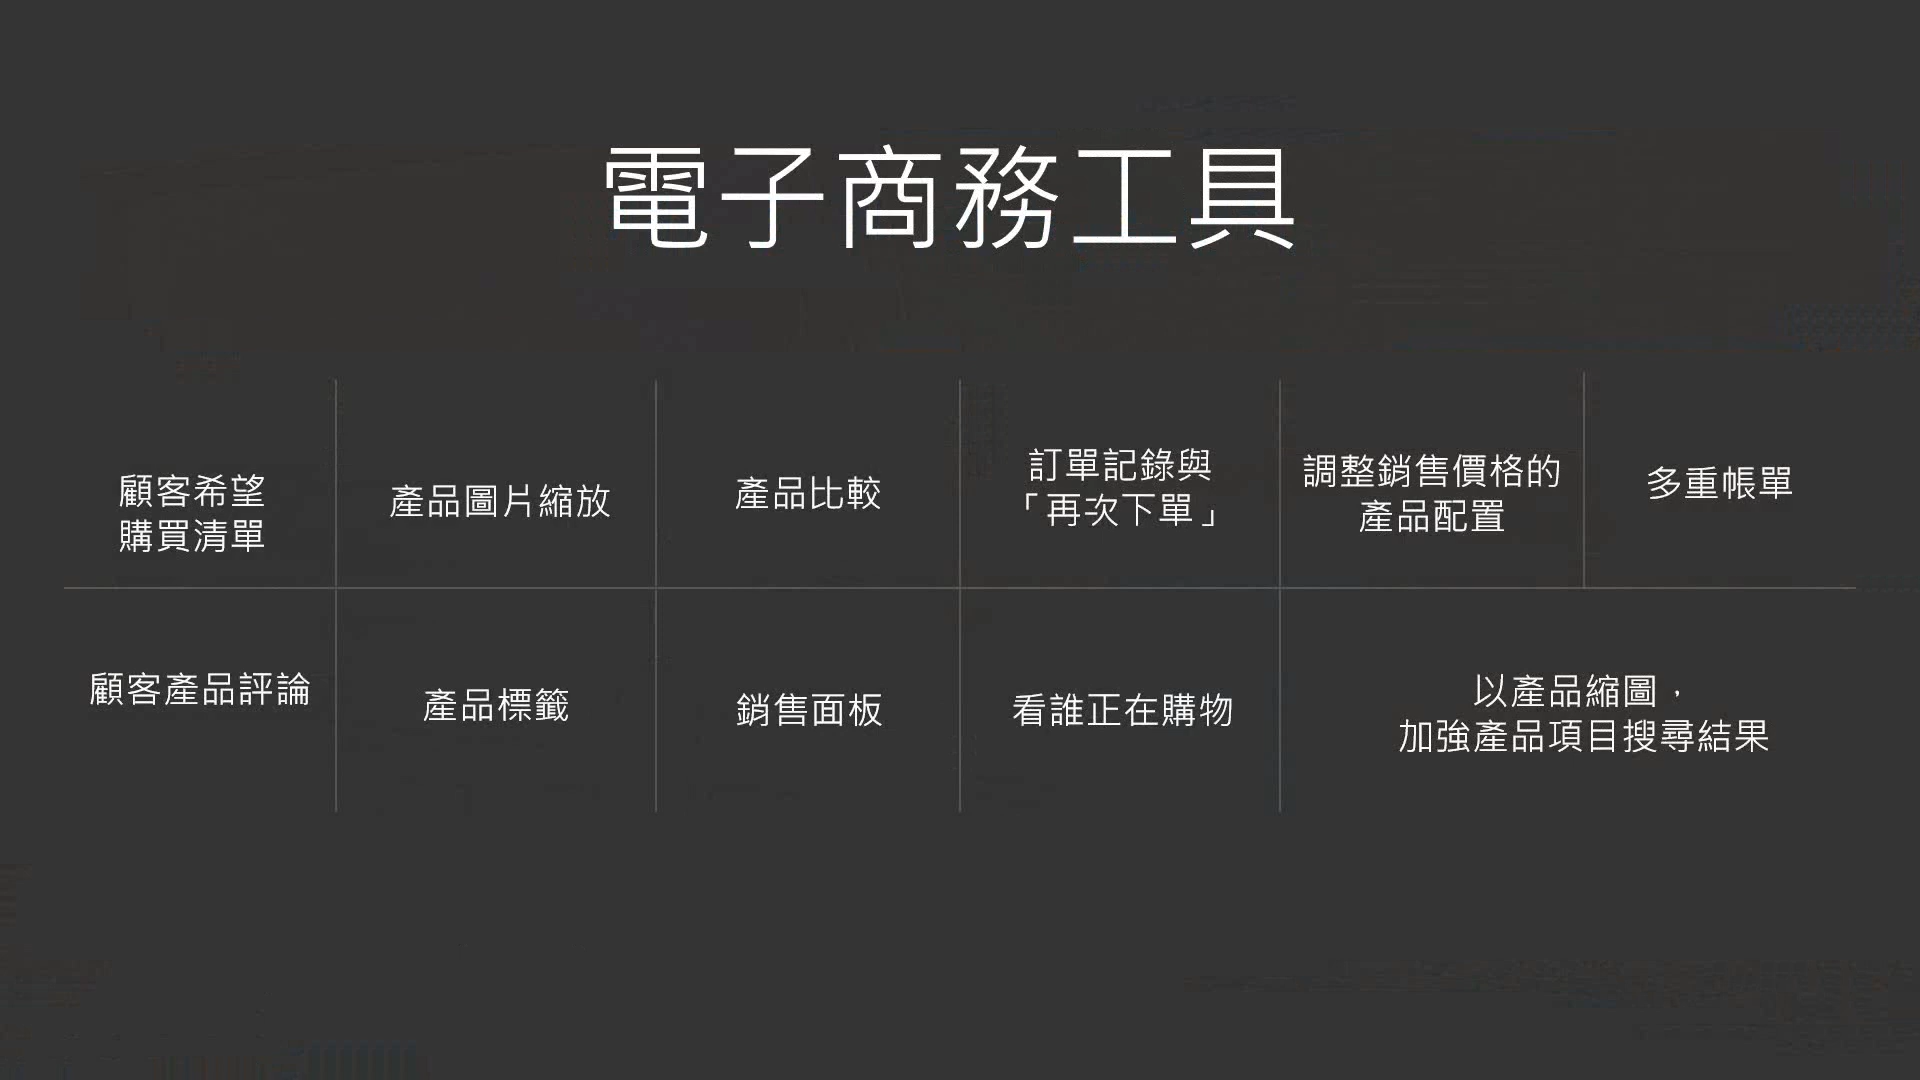 電子商務工具
顧客希望
購買清單
產品圖片縮放
產品比較
訂單記錄與
「再次下單」
調整銷售價格的
產品配置
多重帳單
顧客產品評論
產品標籤
銷售面板
看誰正在購物
以產品縮圖，
加強產品項目搜尋結果